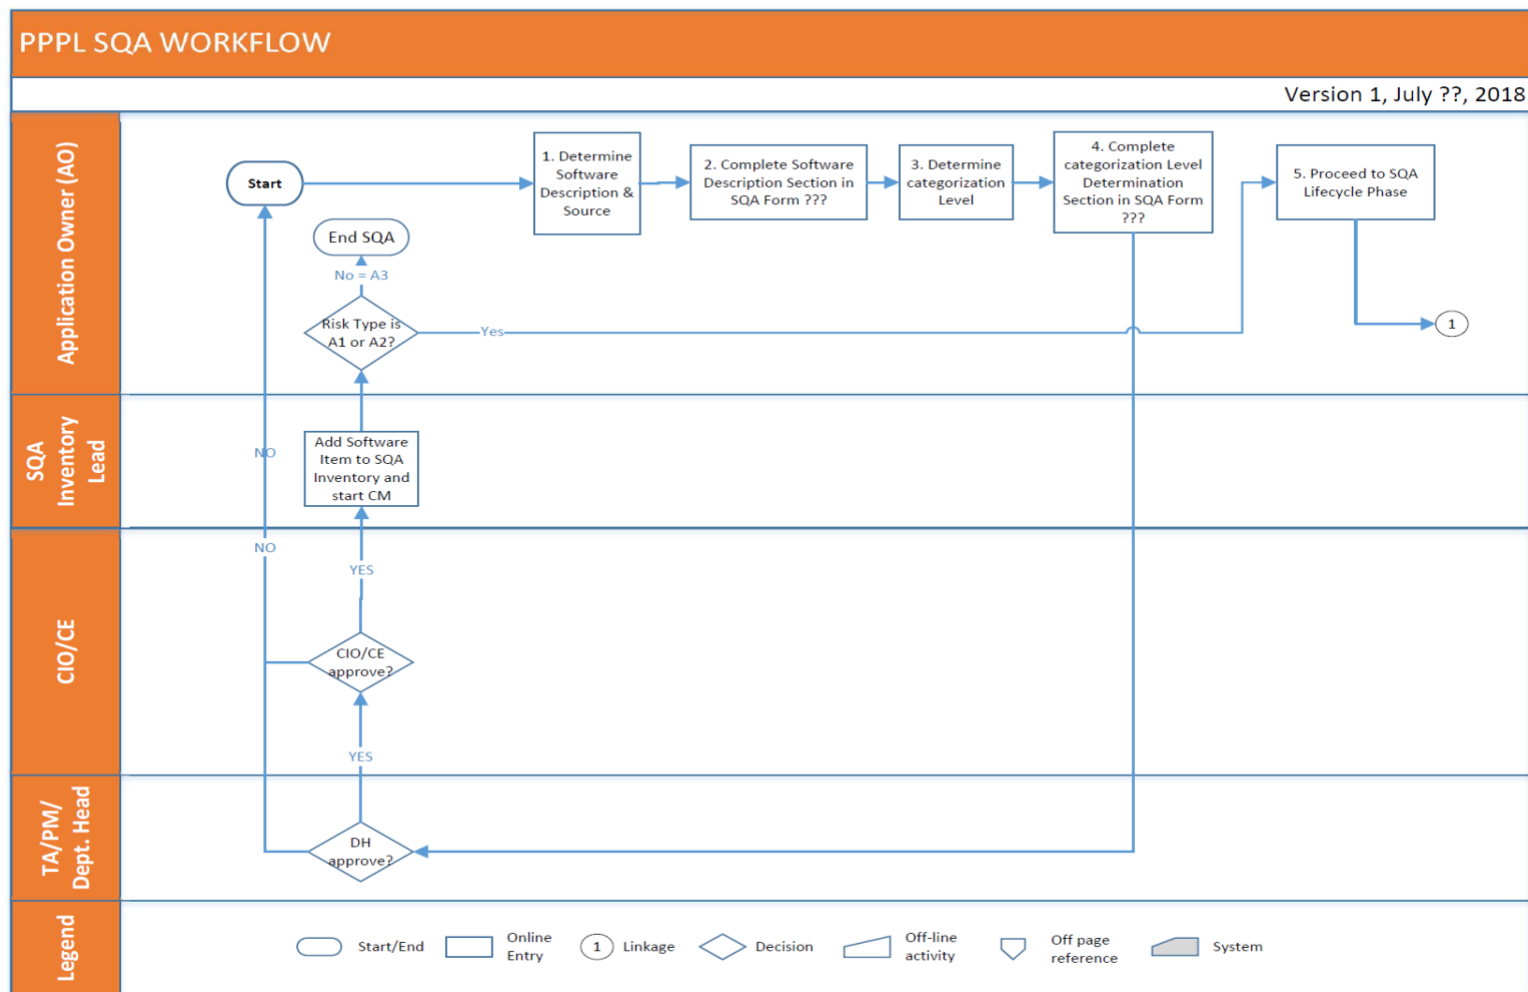 PPPL SQA WORKFLOW
Version 1, July ??, 2018
Application Owner (AO)
Start
1. Determine
Software
Description &
Source
2. Complete Software
Description Section in
SQA Form ???
3. Determine
categorization
Level
4. Complete
categorization Level
Determination
Section in SQA Form
???
5. Proceed to SQA
Lifecycle Phase
End SQA
No = A3
Risk Type is
A1 or A2?
Yes
1
SQA
Inventory
Lead
NO
Add Software
Item to SQA
Inventory and
start CM
CIO/CE
NO
YES
CIO/CE
approve?
YES
TA/PM/
Dept. Head
DH
approve?
Legend
Start/End
Online
Entry
1
Linkage
Decision
Off-line
activity
Off page
reference
System